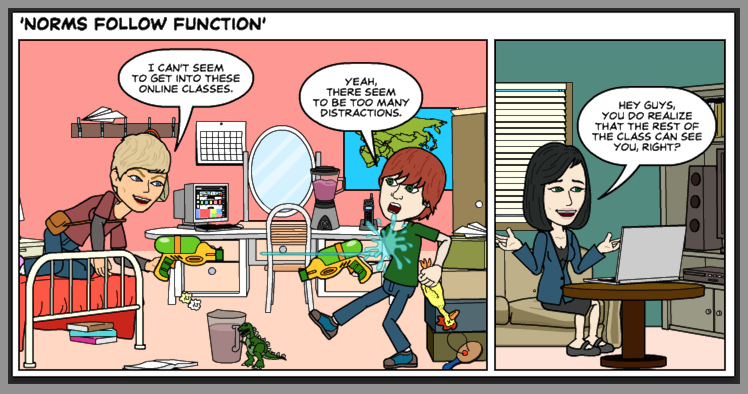 'NORMS FOLLOW FUNCTION'
I CAN'T SEEM
TO GET INTO THESE
ONLINE CLASSES.
YEAH,
THERE SEEM
TO BE TOO MANY
DISTRACTIONS.
HEY GUYS,
YOU DO REALIZE
THAT THE REST OF
THE CLASS CAN SEE
YOU, RIGHT?